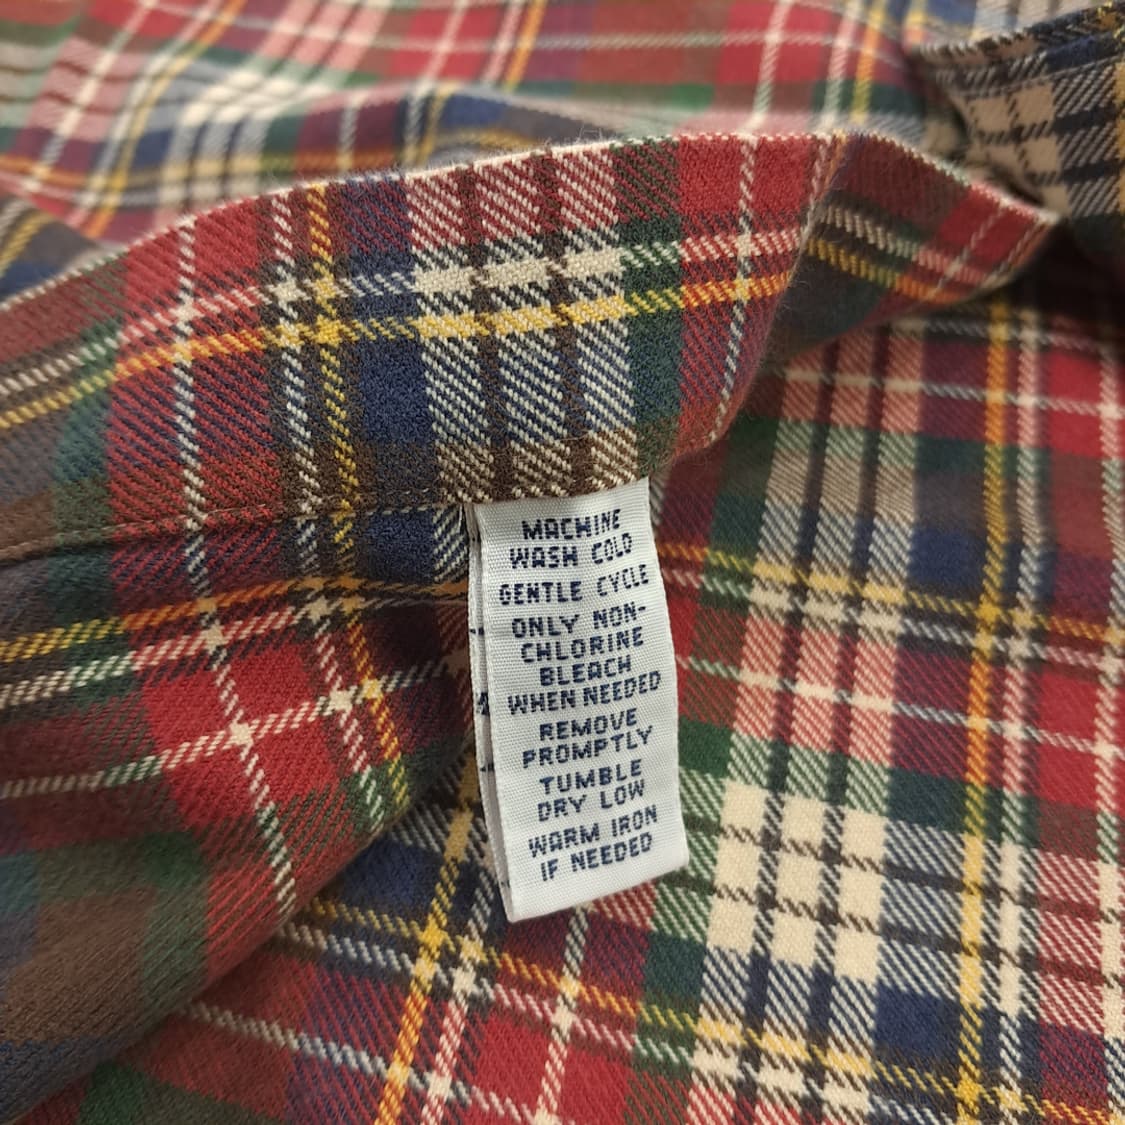 MACHINE
WASH COLD
GENTLE CYCLE
ONLY NON-
CHLORINE
BLEACH
WHEN NEEDED
REMOVE
PROMPTLY
TUMBLE
DRY LOW
WARM IRON
IF NEEDED